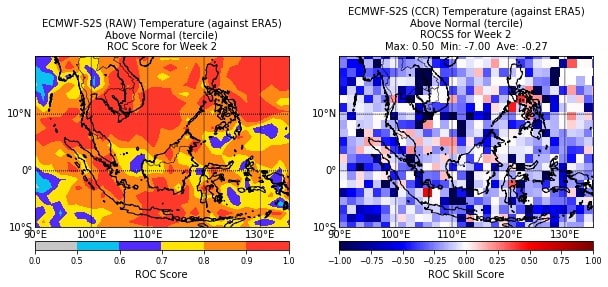 ECMWF-S2S (RAW) Temperature (against ERA5)
Above Normal (tercile)
ROC Score for Week 2
10°N
0°
10°S
90°E 100°E 110°E 120°E 130°E
0.0 0.5 0.6 0.7 0.8 0.9 1.0
ROC Score
ECMWF-S2S (CCR) Temperature (against ERA5)
Above Normal (tercile)
ROCSS for Week 2
Max: 0.50 Min: -7.00 Ave: -0.27
10°N
0°
10°S
90°E 100°E 110°E 120°E 130°E
−1.00 −0.75 −0.50 −0.25 0.00 0.25 0.50 0.75 1.00
ROC Skill Score